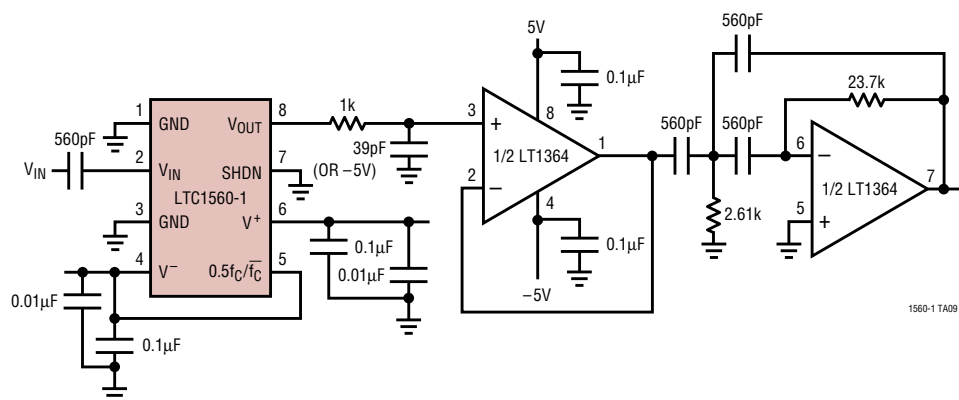 560pF
5V
0.1µF
23.7k
1
GND
VOUT
8
1k
3
+
8
560pF
VIN
560pF
2
VIN
39pF
(OR –5V)
7
SHDN
LTC1560-1
1/2 LT1364
1
560pF
560pF
6
–
1/2 LT1364
7
2
–
3
GND
V+
6
4
2.61k
5
+
0.1µF
0.1µF
4
V–
0.5fC/fC
5
0.01µF
0.01µF
–5V
0.1µF
1560-1 TA09